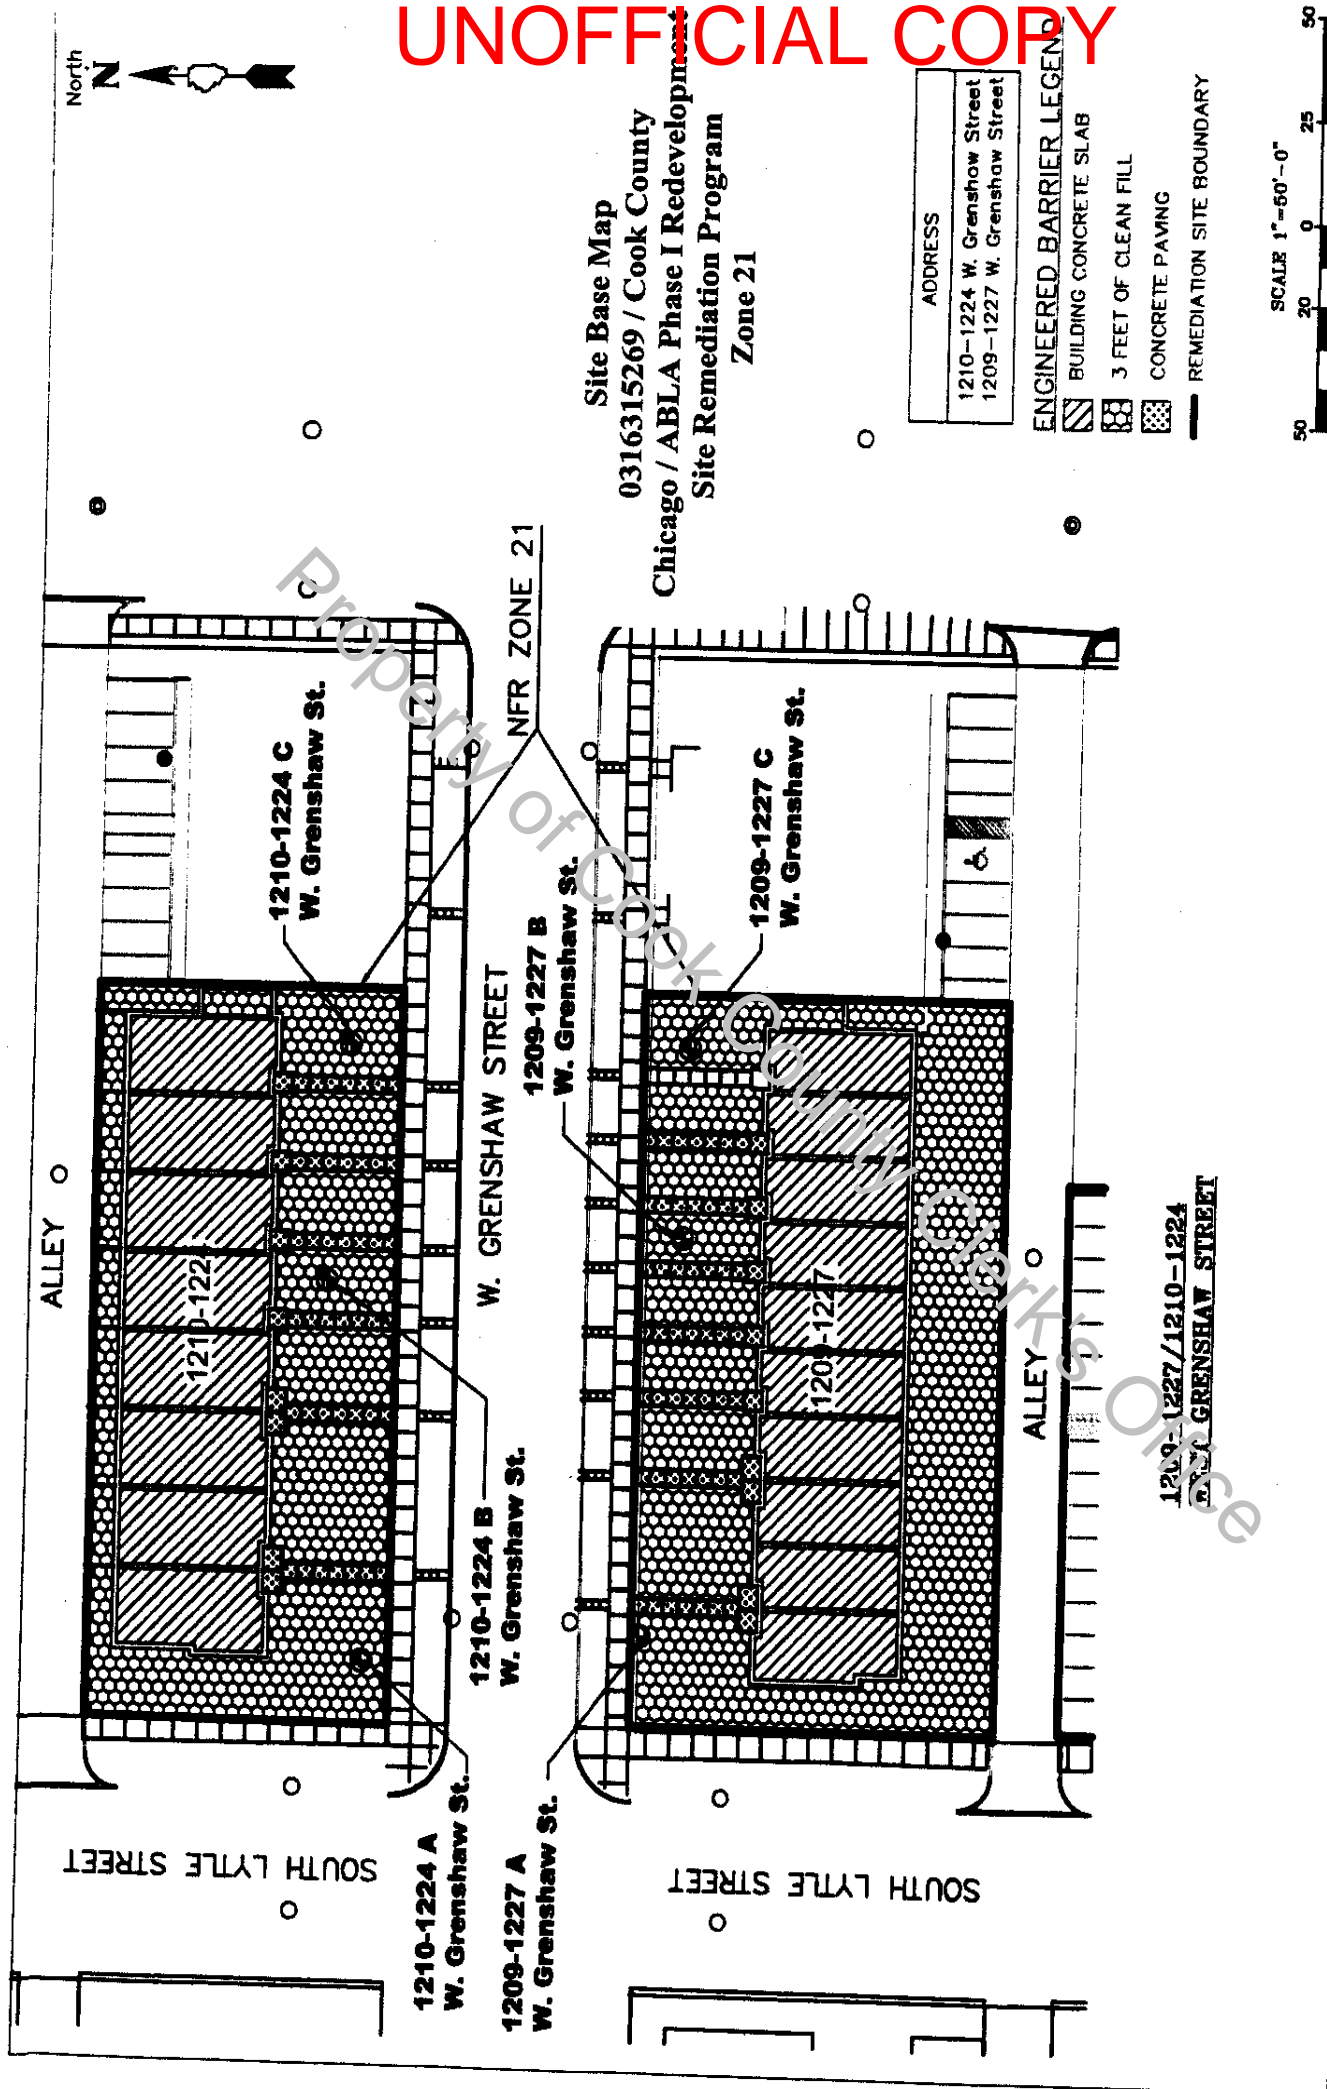 UNOFFICIAL COPY
North
N
Site Base Map
0316315269 / Cook County
Chicago / ABLA Phase I Redevelopment
Site Remediation Program
Zone 21
ADDRESS
1210-1224 W. Grenshaw Street
1209-1227 W. Grenshaw Street
ENGINEERED BARRIER LEGEND
BUILDING CONCRETE SLAB
3 FEET OF CLEAN FILL
CONCRETE PAVING
REMEDIATION SITE BOUNDARY
SCALE 1"=50'-0"
50 20 0 25 50
ALLEY
1210-1224 C
W. Grenshaw St.
NFR ZONE 21
1210-122
W. GRENSHAW STREET
1209-1227 B
W. Grenshaw St.
1209-1227 C
W. Grenshaw St.
1210-1224 B
W. Grenshaw St.
1209-1227
ALLEY
SOUTH LYTLE STREET
1210-1224 A
W. Grenshaw St.
1209-1227 A
W. Grenshaw St.
SOUTH LYTLE STREET
1209-1227/1210-1224
WEST GRENSHAW STREET
Property of Cook County Clerk's Office